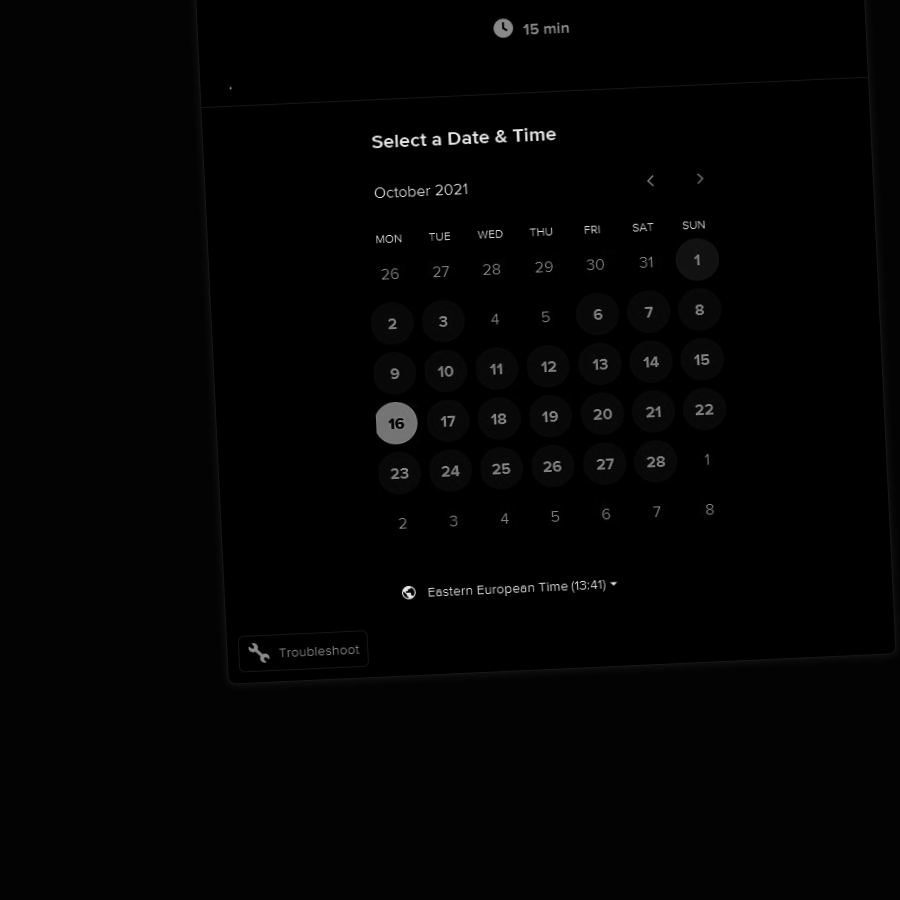 15 min
Select a Date & Time
October 2021
MON TUE WED THU FRI SAT SUN
26 27 28 29 30 31 1
2 3 4 5 6 7 8
9 10 11 12 13 14 15
16 17 18 19 20 21 22
23 24 25 26 27 28 1
2 3 4 5 6 7 8
Eastern European Time (13:41)
Troubleshoot